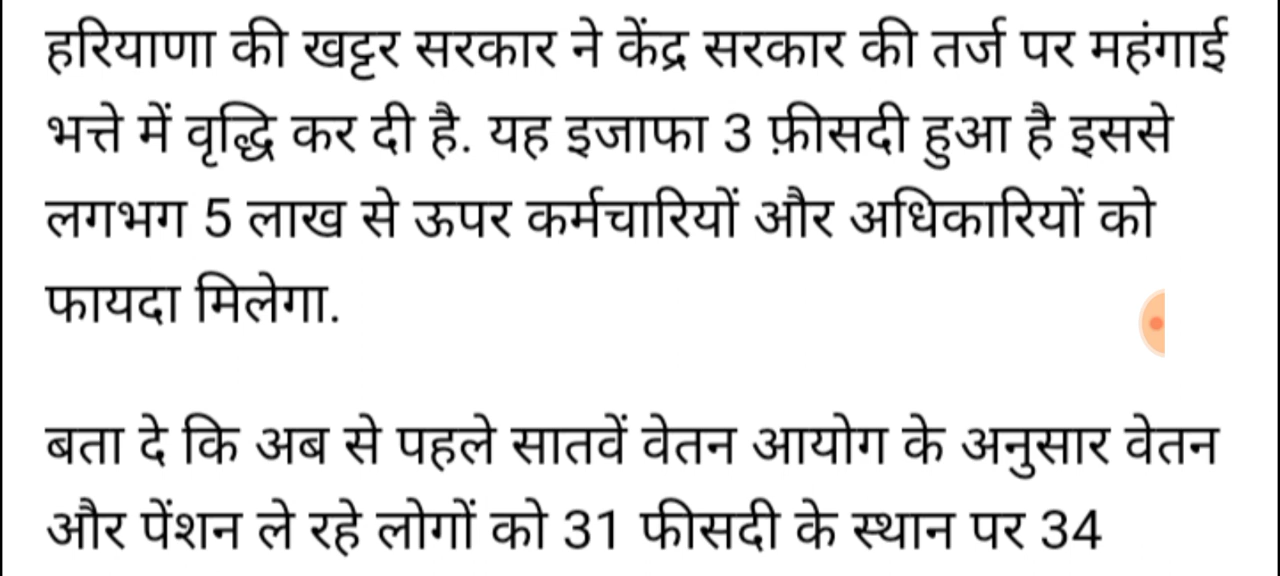 हरियाणा की खट्टर सरकार ने केंद्र सरकार की तर्ज पर महंगाई
भत्ते में वृद्धि कर दी है. यह इजाफा 3 फ़ीसदी हुआ है इससे
लगभग 5 लाख से ऊपर कर्मचारियों और अधिकारियों को
फायदा मिलेगा.
बता दे कि अब से पहले सातवें वेतन आयोग के अनुसार वेतन
और पेंशन ले रहे लोगों को 31 फीसदी के स्थान पर 34